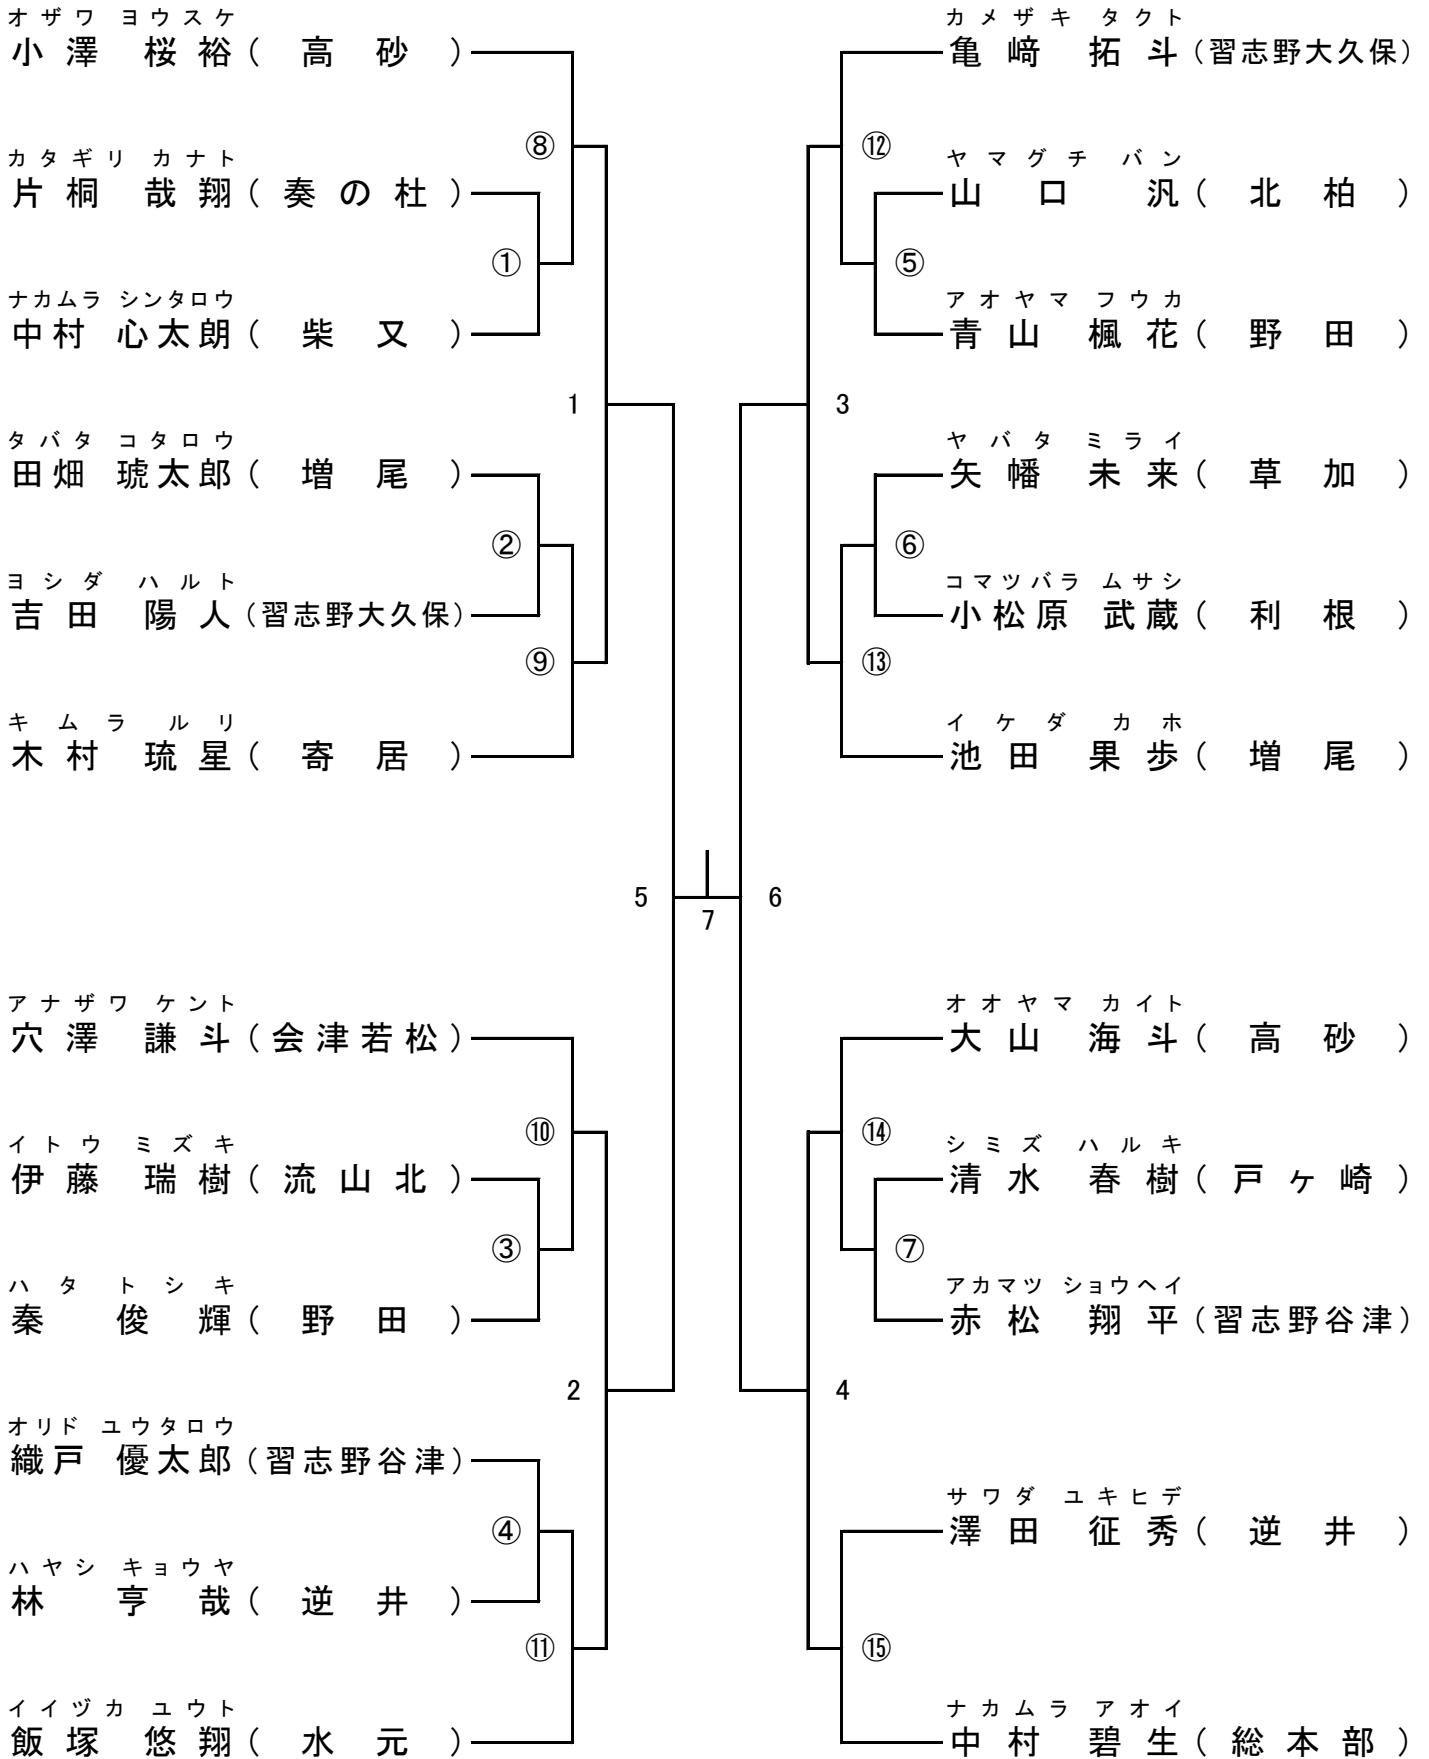 オザワ ヨウスケ
小澤 桜裕(高砂)
⑧
カタギリ カナト
片桐 哉翔(奏の杜)
①
ナカムラ シンタロウ
中村 心太朗(柴又)
1
タバタ コタロウ
田畑 琥太郎(増尾)
②
ヨシダ ハルト
吉田 陽人(習志野大久保)
⑨
キムラ ルリ
木村 琉星(寄居)
5
7
アナザワ ケント
穴澤 謙斗(会津若松)
⑩
イトウ ミズキ
伊藤 瑞樹(流山北)
③
ハタ トシキ
秦 俊輝(野田)
2
オリド ユウタロウ
織戸 優太郎(習志野谷津)
④
ハヤシ キョウヤ
林 亨哉(逆井)
⑪
イイヅカ ユウト
飯塚 悠翔(水元)
カメザキ タクト
亀﨑 拓斗(習志野大久保)
⑫
ヤマグチ バン
山口 汎(北柏)
⑤
アオヤマ フウカ
青山 楓花(野田)
3
ヤバタ ミライ
矢幡 未来(草加)
⑥
コマツバラ ムサシ
小松原 武蔵(利根)
⑬
イケダ カホ
池田 果歩(増尾)
6
オオヤマ カイト
大山 海斗(高砂)
⑭
シミズ ハルキ
清水 春樹(戸ヶ崎)
⑦
アカマツ ショウヘイ
赤松 翔平(習志野谷津)
4
サワダ ユキヒデ
澤田 征秀(逆井)
⑮
ナカムラ アオイ
中村 碧生(総本部)